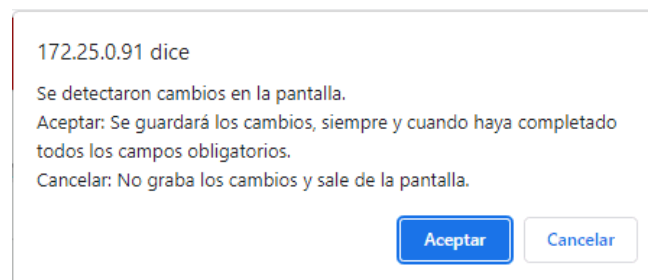 172.25.0.91 dice
Se detectaron cambios en la pantalla.
Aceptar: Se guardará los cambios, siempre y cuando haya completado
todos los campos obligatorios.
Cancelar: No graba los cambios y sale de la pantalla.
Aceptar Cancelar